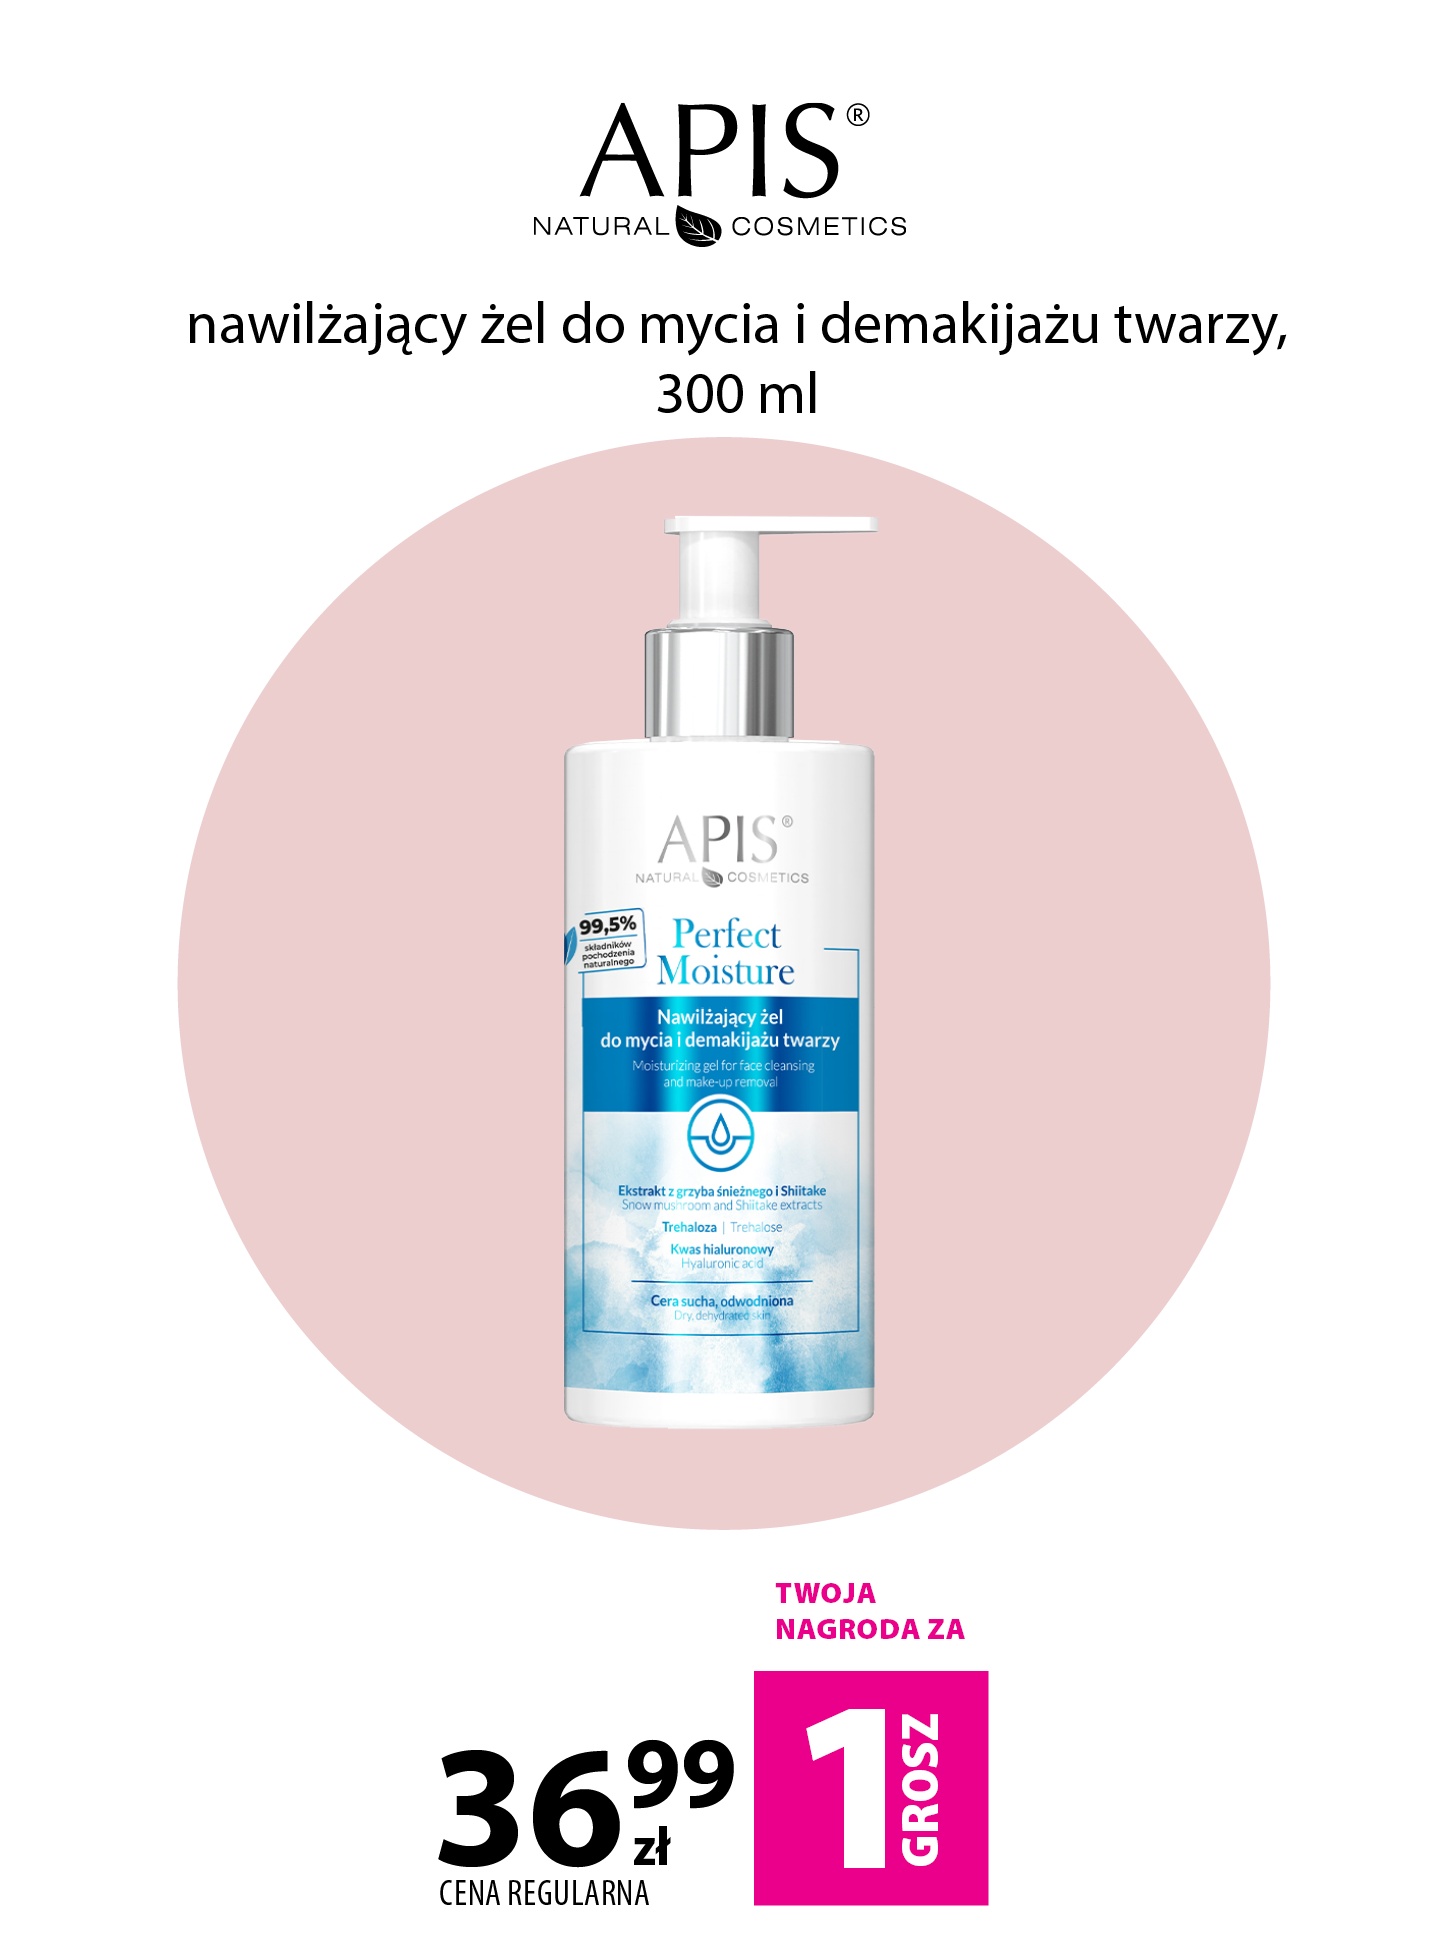 APIS®
NATURAL COSMETICS
nawilżający żel do mycia i demakijażu twarzy,
300 ml
APIS®
NATURAL COSMETICS
99,5%
składników
pochodzenia
naturalnego
Perfect
Moisture
Nawilżający żel
do mycia i demakijażu twarzy
Moisturizing gel for face cleansing
and make-up removal
Ekstrakt z grzyba śnieżnego i Shiitake
Snow mushroom and Shiitake extracts
Trehaloza | Trehalose
Kwas hialuronowy
Hyaluronic acid
Cera sucha, odwodniona
Dry, dehydrated skin
TWOJA
NAGRODA ZA
36 99 zł
CENA REGULARNA
1 GROSZ